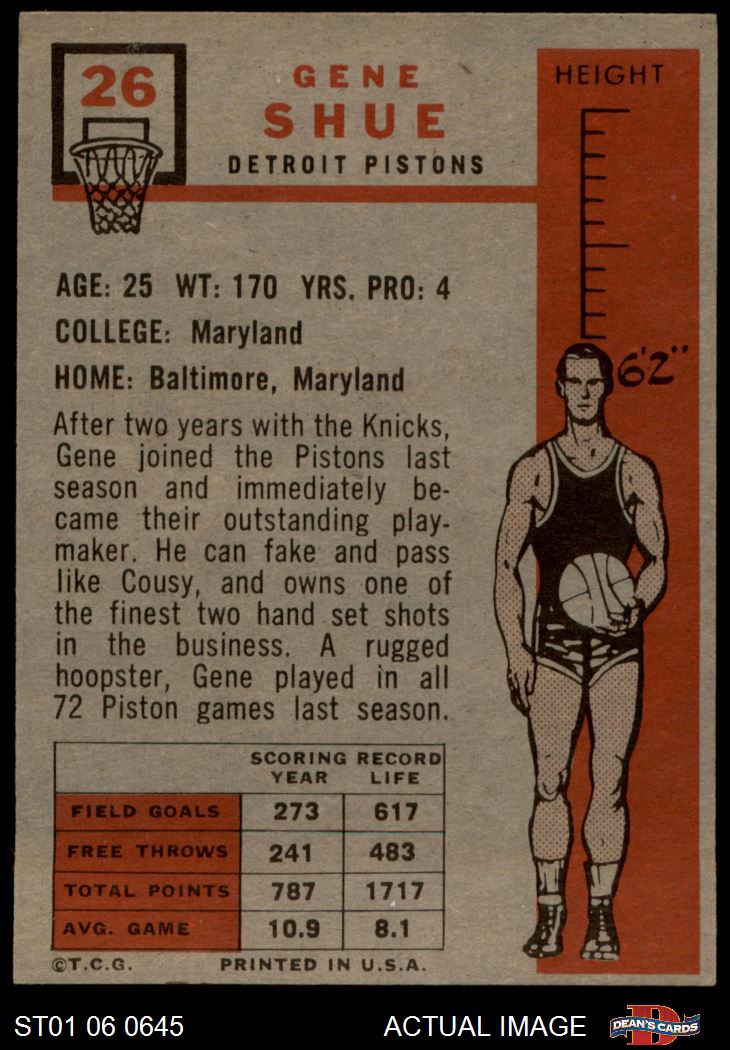 26
GENE
SHUE
DETROIT PISTONS
HEIGHT
6'2"
AGE: 25 WT: 170 YRS. PRO: 4
COLLEGE: Maryland
HOME: Baltimore, Maryland
After two years with the Knicks,
Gene joined the Pistons last
season and immediately be-
came their outstanding play-
maker. He can fake and pass
like Cousy, and owns one of
the finest two hand set shots
in the business. A rugged
hoopster, Gene played in all
72 Piston games last season.
SCORING RECORD
YEAR LIFE
FIELD GOALS 273 617
FREE THROWS 241 483
TOTAL POINTS 787 1717
AVG. GAME 10.9 8.1
©T.C.G. PRINTED IN U.S.A.
ST01 06 0645 ACTUAL IMAGE D DEAN'S CARDS